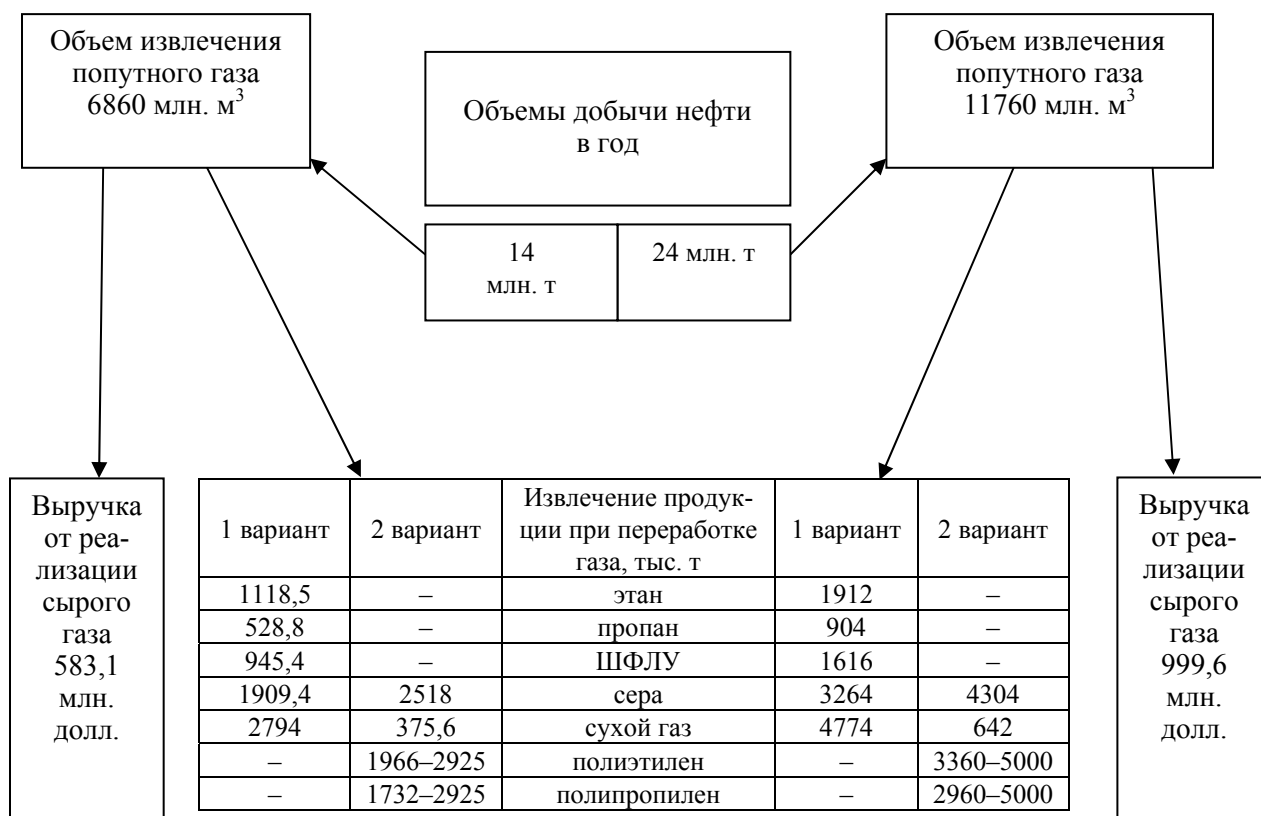 Объем извлечения
попутного газа
6860 млн. м³
Объемы добычи нефти
в год
Объем извлечения
попутного газа
11760 млн. м³
14
млн. т
24 млн. т
Выручка
от реа-
лизации
сырого
газа
583,1
млн.
долл.
1 вариант
2 вариант
Извлечение продук-
ции при переработке
газа, тыс. т
1 вариант
2 вариант
1118,5 – этан 1912 –
528,8 – пропан 904 –
945,4 – ШФЛУ 1616 –
1909,4 2518 сера 3264 4304
2794 375,6 сухой газ 4774 642
– 1966–2925 полиэтилен – 3360–5000
– 1732–2925 полипропилен – 2960–5000
Выручка
от реа-
лизации
сырого
газа
999,6
млн.
долл.